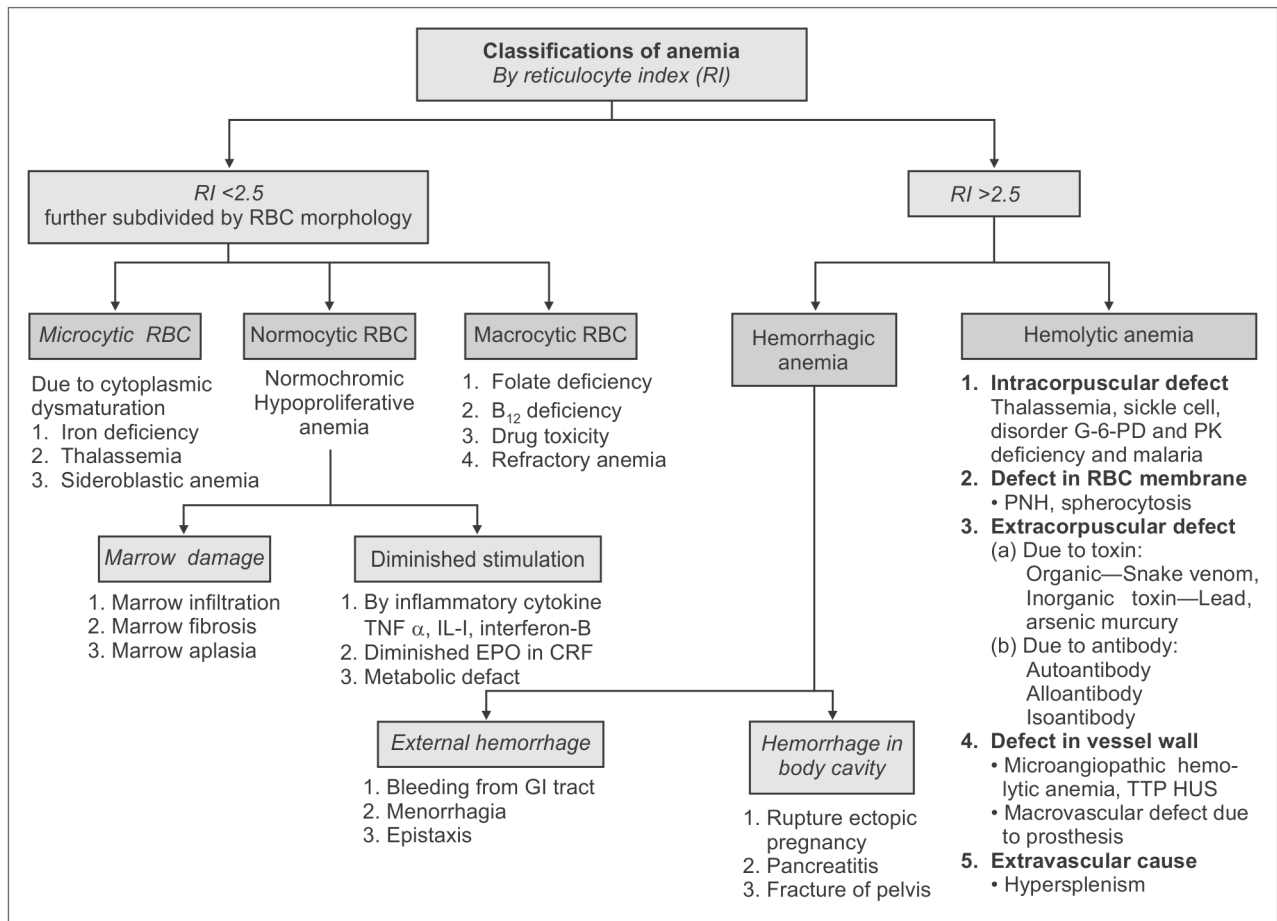 Classifications of anemia
By reticulocyte index (RI)
RI <2.5
further subdivided by RBC morphology
RI >2.5
Microcytic RBC
Due to cytoplasmic
dysmaturation
1. Iron deficiency
2. Thalassemia
3. Sideroblastic anemia
Normocytic RBC
Normochromic
Hypoproliferative
anemia
Macrocytic RBC
1. Folate deficiency
2. B12 deficiency
3. Drug toxicity
4. Refractory anemia
Marrow damage
1. Marrow infiltration
2. Marrow fibrosis
3. Marrow aplasia
Diminished stimulation
1. By inflammatory cytokine
TNF α, IL-I, interferon-B
2. Diminished EPO in CRF
3. Metabolic defect
Hemorrhagic
anemia
External hemorrhage
1. Bleeding from GI tract
2. Menorrhagia
3. Epistaxis
Hemorrhage in
body cavity
1. Rupture ectopic
pregnancy
2. Pancreatitis
3. Fracture of pelvis
Hemolytic anemia
1. Intracorpuscular defect
Thalassemia, sickle cell,
disorder G-6-PD and PK
deficiency and malaria
2. Defect in RBC membrane
• PNH, spherocytosis
3. Extracorpuscular defect
(a) Due to toxin:
Organic—Snake venom,
Inorganic toxin—Lead,
arsenic murcury
(b) Due to antibody:
Autoantibody
Alloantibody
Isoantibody
4. Defect in vessel wall
• Microangiopathic hemo-
lytic anemia, TTP HUS
• Macrovascular defect due
to prosthesis
5. Extravascular cause
• Hypersplenism